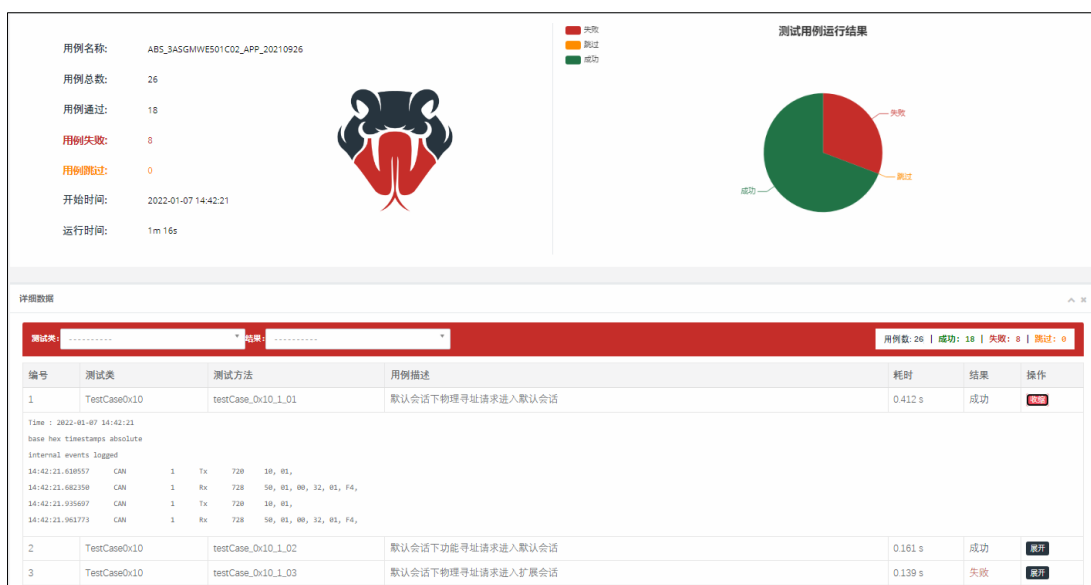 用例名称: ABS_3ASGMWE501C02_APP_20210926
用例总数: 26
用例通过: 18
用例失败: 8
用例跳过: 0
开始时间: 2022-01-07 14:42:21
运行时间: 1m 16s
失败
跳过
成功
测试用例运行结果
失败
跳过
成功
详细数据
测试类: ---------- 结果: ---------- 用例数: 26 | 成功: 18 | 失败: 8 | 跳过: 0
编号 测试类 测试方法 用例描述 耗时 结果 操作
1 TestCase0x10 testCase_0x10_1_01 默认会话下物理寻址请求进入默认会话 0.412 s 成功 收缩
Time : 2022-01-07 14:42:21
base hex timestamps absolute
internal events logged
14:42:21.610557 CAN 1 Tx 720 10, 01,
14:42:21.682350 CAN 1 Rx 728 50, 01, 00, 32, 01, F4,
14:42:21.935697 CAN 1 Tx 720 10, 01,
14:42:21.961773 CAN 1 Rx 728 50, 01, 00, 32, 01, F4,
2 TestCase0x10 testCase_0x10_1_02 默认会话下功能寻址请求进入默认会话 0.161 s 成功 展开
3 TestCase0x10 testCase_0x10_1_03 默认会话下物理寻址请求进入扩展会话 0.139 s 失败 展开